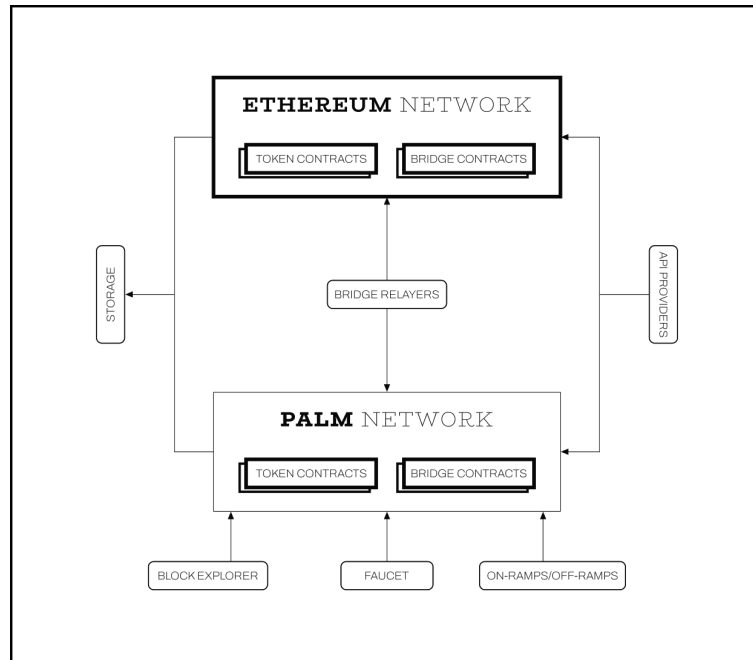 ETHEREUM NETWORK
TOKEN CONTRACTS
BRIDGE CONTRACTS
STORAGE
BRIDGE RELAYERS
API PROVIDERS
PALM NETWORK
TOKEN CONTRACTS
BRIDGE CONTRACTS
BLOCK EXPLORER
FAUCET
ON-RAMPS/OFF-RAMPS